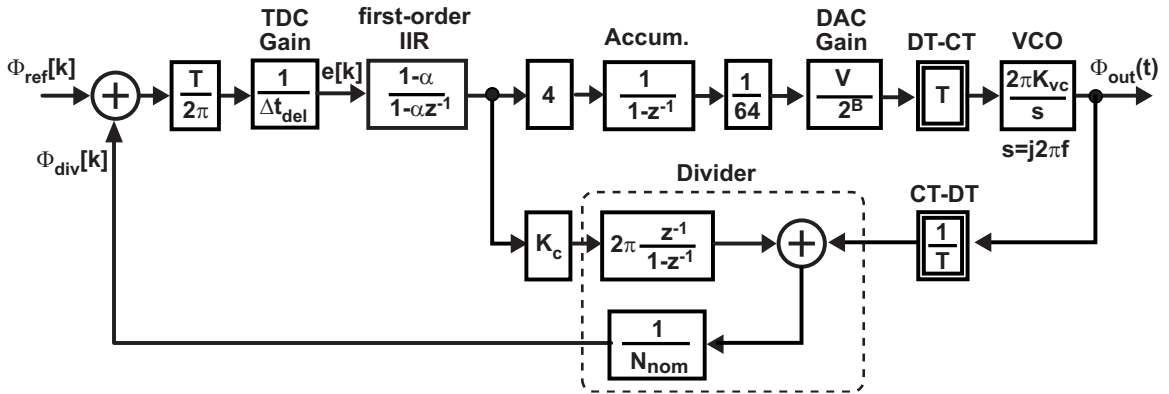 TDC
Gain
first-order
IIR
Accum.
DAC
Gain
DT-CT
VCO
Φref[k]
+
T
2π
1
Δtdel
e[k]
1-α
1-αz-1
4
1
1-z-1
1
64
V
2B
T
2πKvc
s
Φout(t)
s=j2πf
Φdiv[k]
Divider
CT-DT
Kc
2π z-1
1-z-1
+
1
T
1
Nnom